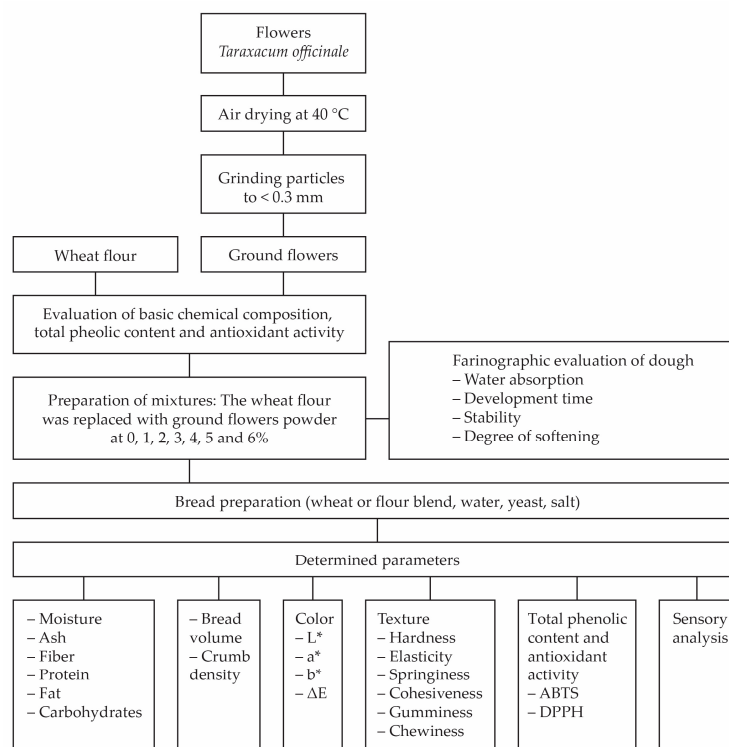 Flowers
Taraxacum officinale
Air drying at 40 °C
Grinding particles
to < 0.3 mm
Wheat flour
Ground flowers
Evaluation of basic chemical composition,
total pheolic content and antioxidant activity
Preparation of mixtures: The wheat flour
was replaced with ground flowers powder
at 0, 1, 2, 3, 4, 5 and 6%
Farinographic evaluation of dough
– Water absorption
– Development time
– Stability
– Degree of softening
Bread preparation (wheat or flour blend, water, yeast, salt)
Determined parameters
– Moisture
– Ash
– Fiber
– Protein
– Fat
– Carbohydrates
– Bread
volume
– Crumb
density
Color
– L*
– a*
– b*
– ΔE
Texture
– Hardness
– Elasticity
– Springiness
– Cohesiveness
– Gumminess
– Chewiness
Total phenolic
content and
antioxidant
activity
– ABTS
– DPPH
Sensory
analysis